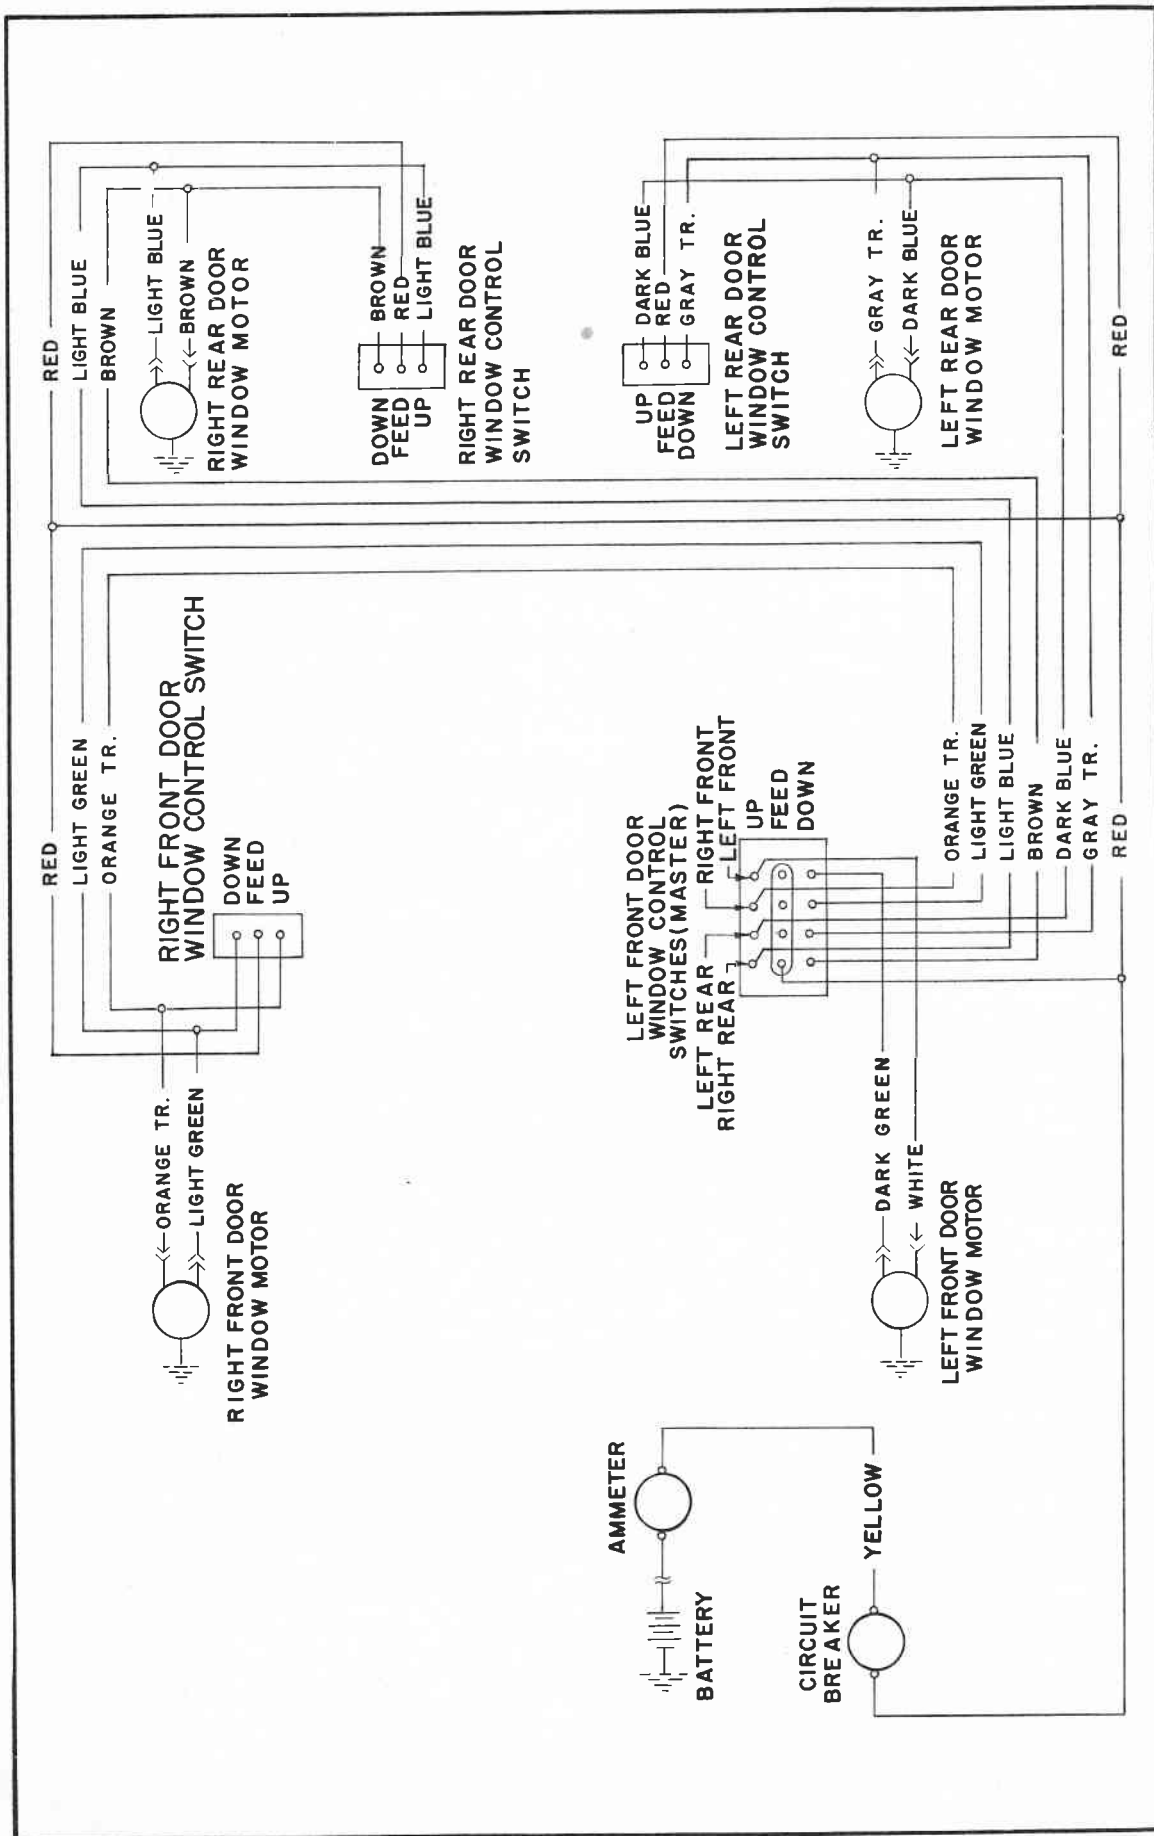 RED
LIGHT GREEN
ORANGE TR.
RED
LIGHT BLUE
BROWN
ORANGE TR.
LIGHT GREEN
RIGHT FRONT DOOR
WINDOW MOTOR
RIGHT FRONT DOOR
WINDOW CONTROL SWITCH
DOWN
FEED
UP
LIGHT BLUE
BROWN
RIGHT REAR DOOR
WINDOW MOTOR
BROWN
RED
LIGHT BLUE
DOWN
FEED
UP
RIGHT REAR DOOR
WINDOW CONTROL
SWITCH
AMMETER
BATTERY
CIRCUIT
BREAKER
YELLOW
LEFT FRONT DOOR
WINDOW CONTROL
SWITCHES(MASTER)
LEFT REAR
RIGHT REAR
RIGHT FRONT
LEFT FRONT
UP
FEED
DOWN
DARK GREEN
WHITE
LEFT FRONT DOOR
WINDOW MOTOR
DARK BLUE
RED
GRAY TR.
UP
FEED
DOWN
LEFT REAR DOOR
WINDOW CONTROL
SWITCH
GRAY TR.
DARK BLUE
LEFT REAR DOOR
WINDOW MOTOR
ORANGE TR.
LIGHT GREEN
LIGHT BLUE
BROWN
DARK BLUE
GRAY TR.
RED
RED